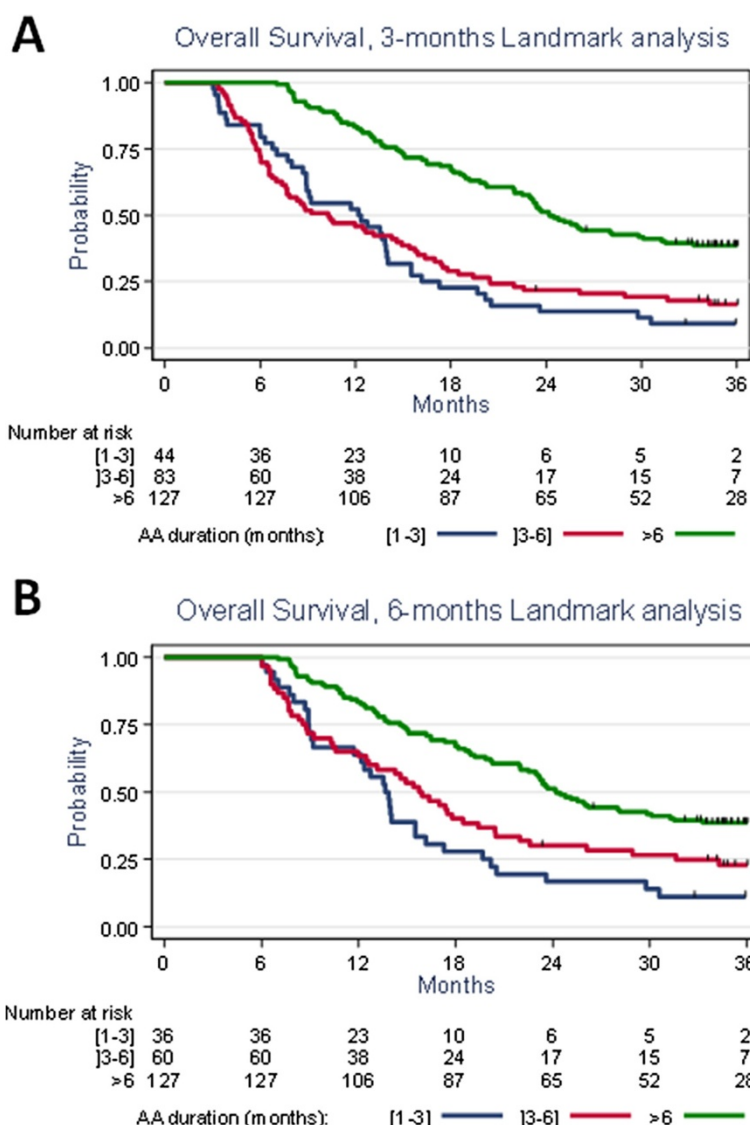 A
Overall Survival, 3-months Landmark analysis
Probability
1.00
0.75
0.50
0.25
0.00
0 6 12 18 24 30 36
Months
Number at risk
[1-3] 44 36 23 10 6 5 2
]3-6] 83 60 38 24 17 15 7
>6 127 127 106 87 65 52 28
AA duration (months): [1-3] ]3-6] >6
B
Overall Survival, 6-months Landmark analysis
Probability
1.00
0.75
0.50
0.25
0.00
0 6 12 18 24 30 36
Months
Number at risk
[1-3] 36 36 23 10 6 5 2
]3-6] 60 60 38 24 17 15 7
>6 127 127 106 87 65 52 28
AA duration (months): [1-3] ]3-6] >6